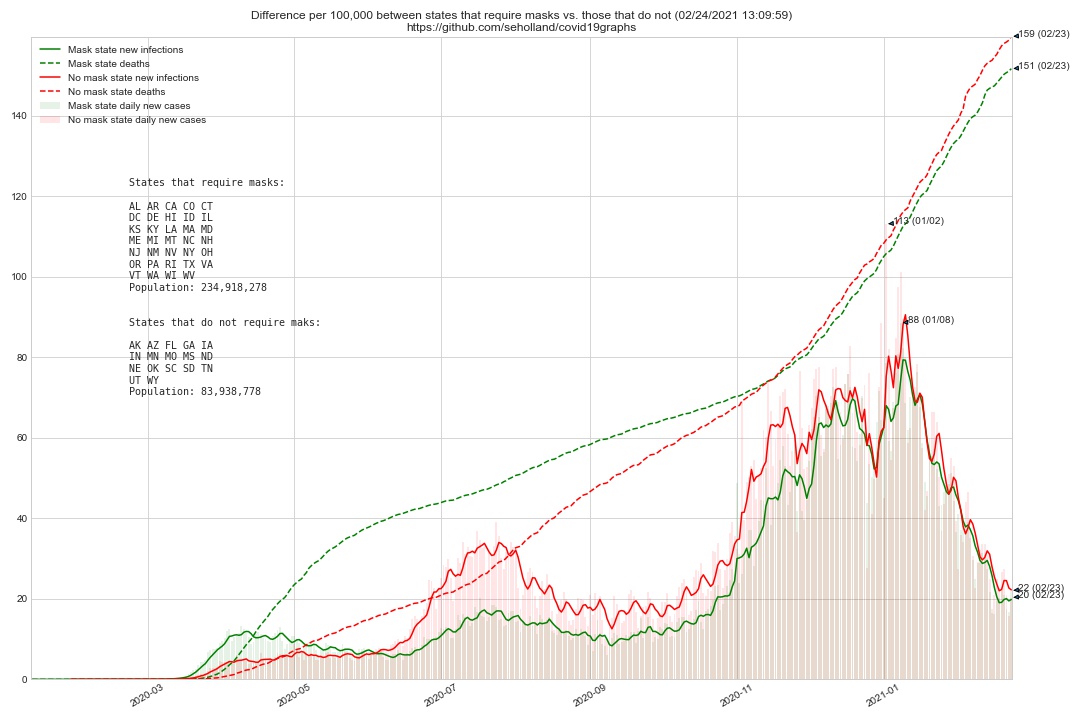 Difference per 100,000 between states that require masks vs. those that do not (02/24/2021 13:09:59)
https://github.com/seholland/covid19graphs
Mask state new infections
Mask state deaths
No mask state new infections
No mask state deaths
Mask state daily new cases
No mask state daily new cases
159 (02/23)
151 (02/23)
140
States that require masks:
120
AL AR CA CO CT
DC DE HI ID IL
KS KY LA MA MD
ME MI MT NC NH
NJ NM NV NY OH
OR PA RI TX VA
VT WA WI WV
Population: 234,918,278
113 (01/02)
100
States that do not require maks:
88 (01/08)
AK AZ FL GA IA
IN MN MO MS ND
NE OK SC SD TN
UT WY
Population: 83,938,778
80
60
40
20
22 (02/23)
20 (02/23)
0
2020-03
2020-05
2020-07
2020-09
2020-11
2021-01